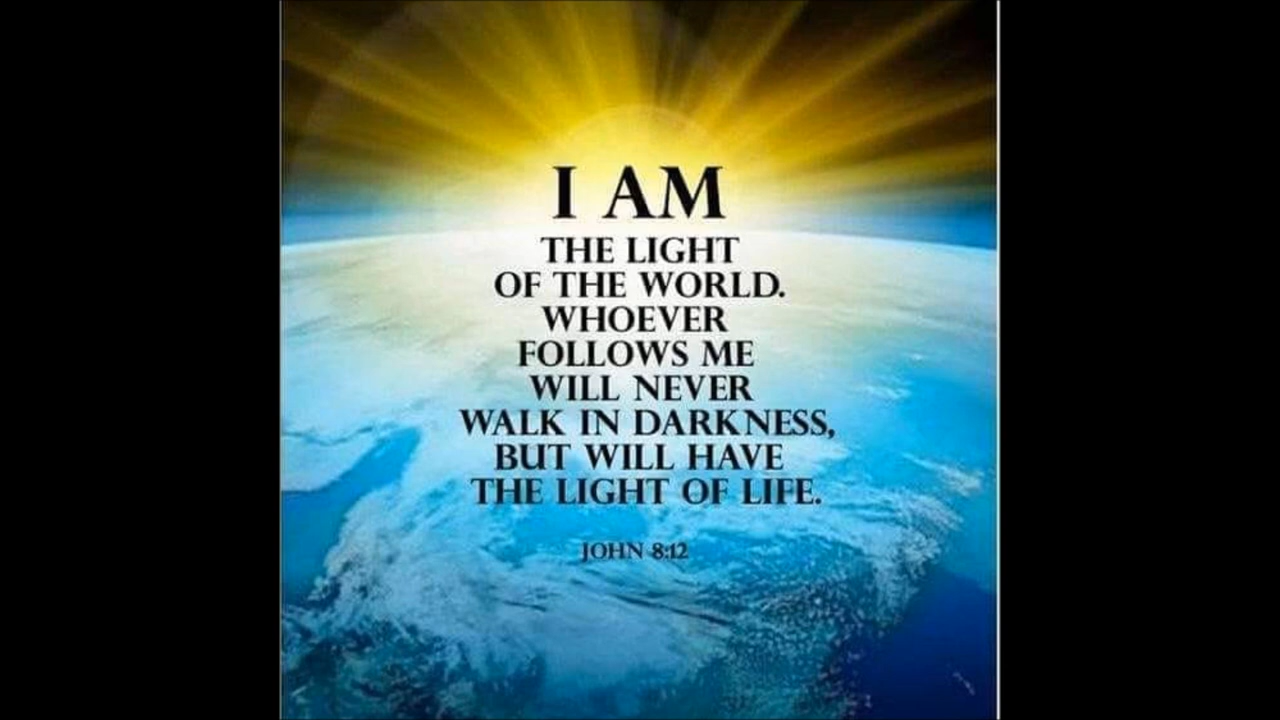 I AM
THE LIGHT
OF THE WORLD.
WHOEVER
FOLLOWS ME
WILL NEVER
WALK IN DARKNESS,
BUT WILL HAVE
THE LIGHT OF LIFE.
JOHN 8:12